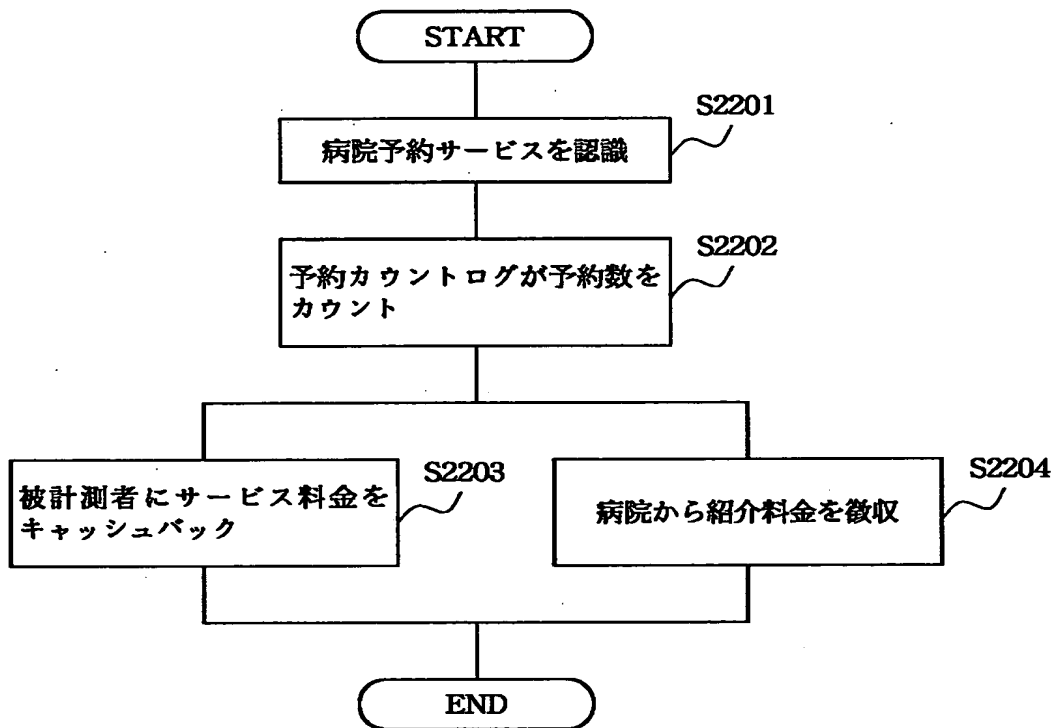 START
S2201
病院予約サービスを認識
S2202
予約カウントログが予約数を
カウント
S2203
被計測者にサービス料金を
キャッシュバック
S2204
病院から紹介料金を徴収
END